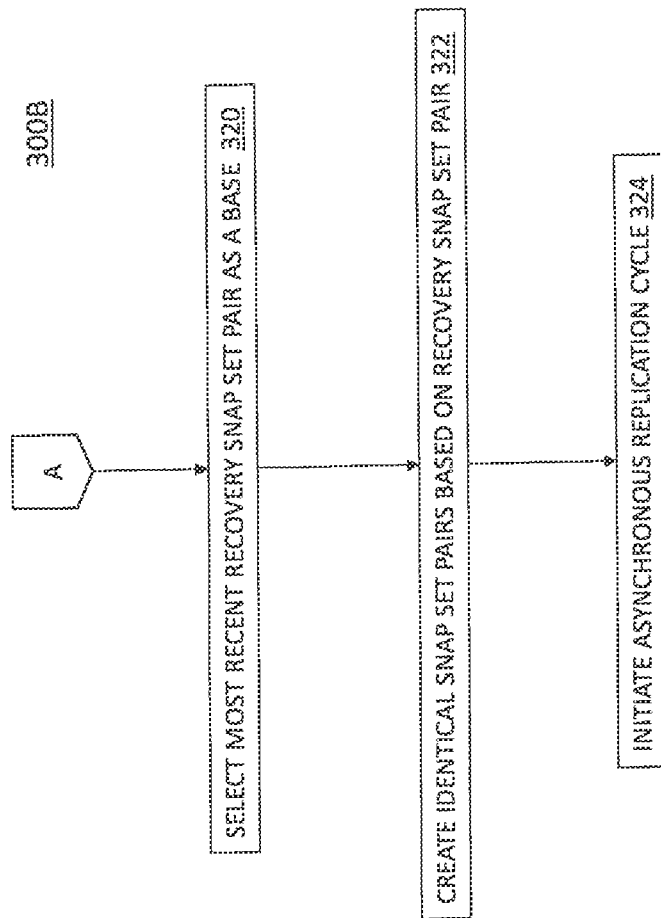 300B
A
SELECT MOST RECENT RECOVERY SNAP SET PAIR AS A BASE 320
CREATE IDENTICAL SNAP SET PAIRS BASED ON RECOVERY SNAP SET PAIR 322
INITIATE ASYNCHRONOUS REPLICATION CYCLE 324